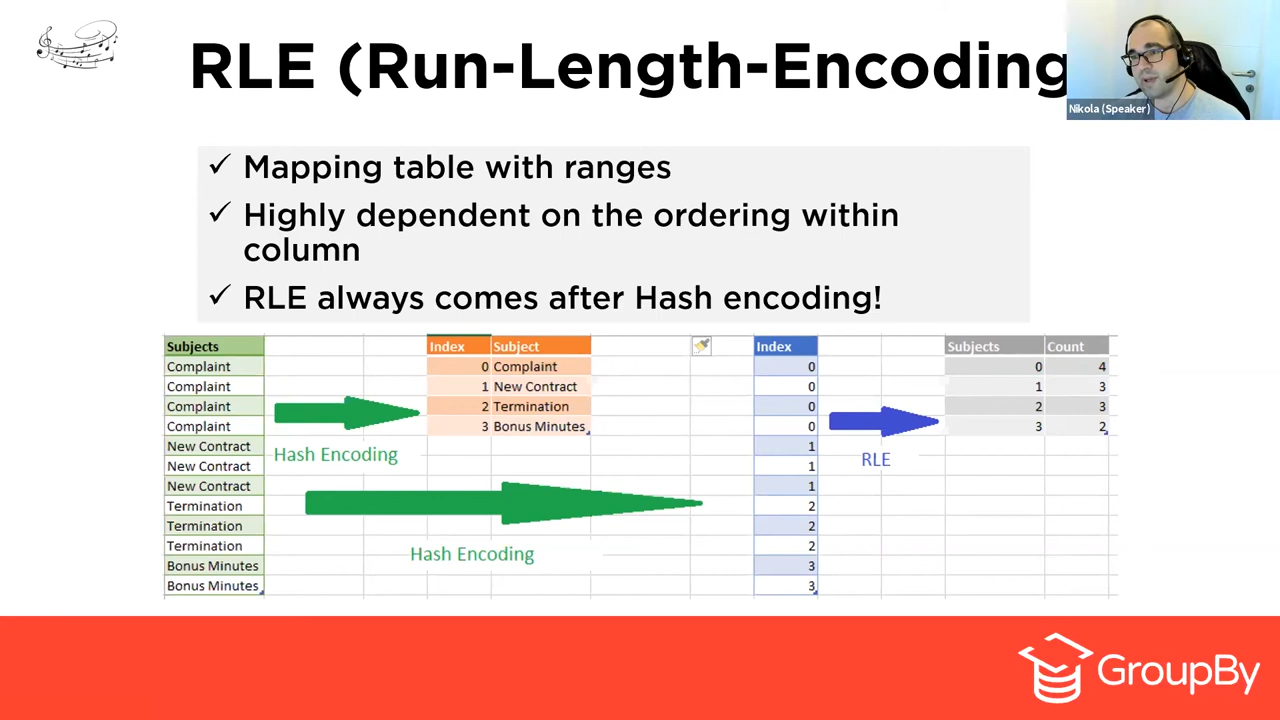 RLE (Run-Length-Encoding
Nikola (Speaker)
✓ Mapping table with ranges
✓ Highly dependent on the ordering within
column
✓ RLE always comes after Hash encoding!
Subjects Index Subject Index Subjects Count
Complaint 0 Complaint 0 0 4
Complaint 1 New Contract 0 1 3
Complaint 2 Termination 0 2 3
Complaint 3 Bonus Minutes 0 3 2
New Contract 1
Hash Encoding RLE
New Contract 1
New Contract 1
Termination 2
Termination 2
Termination 2
Hash Encoding
Bonus Minutes 3
Bonus Minutes 3
GroupBy